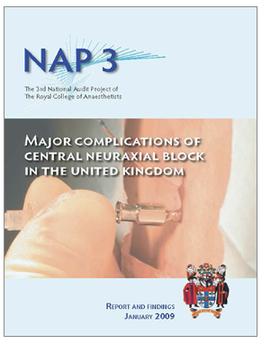 NAP 3
The 3rd National Audit Project of
The Royal College of Anaesthetists
MAJOR COMPLICATIONS OF
CENTRAL NEURAXIAL BLOCK
IN THE UNITED KINGDOM
REPORT AND FINDINGS
JANUARY 2009